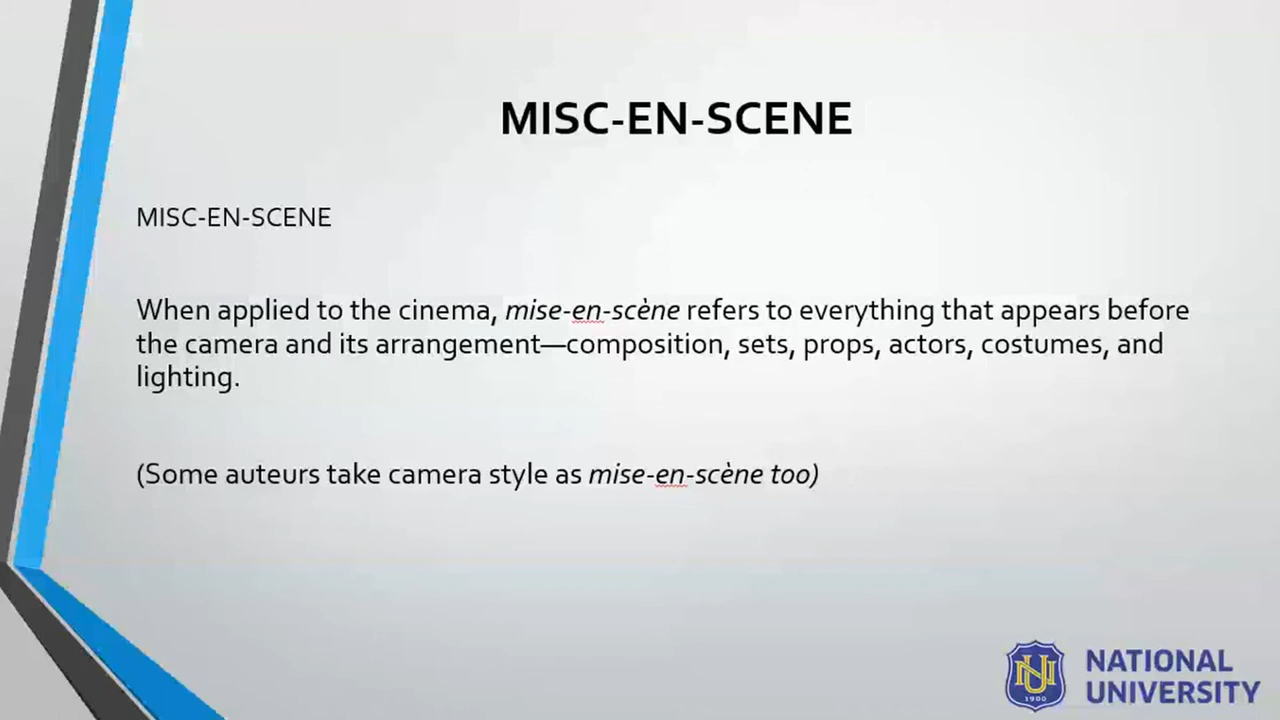 MISC-EN-SCENE
MISC-EN-SCENE
When applied to the cinema, mise-en-scène refers to everything that appears before
the camera and its arrangement—composition, sets, props, actors, costumes, and
lighting.
(Some auteurs take camera style as mise-en-scène too)
NU
1900
NATIONAL
UNIVERSITY